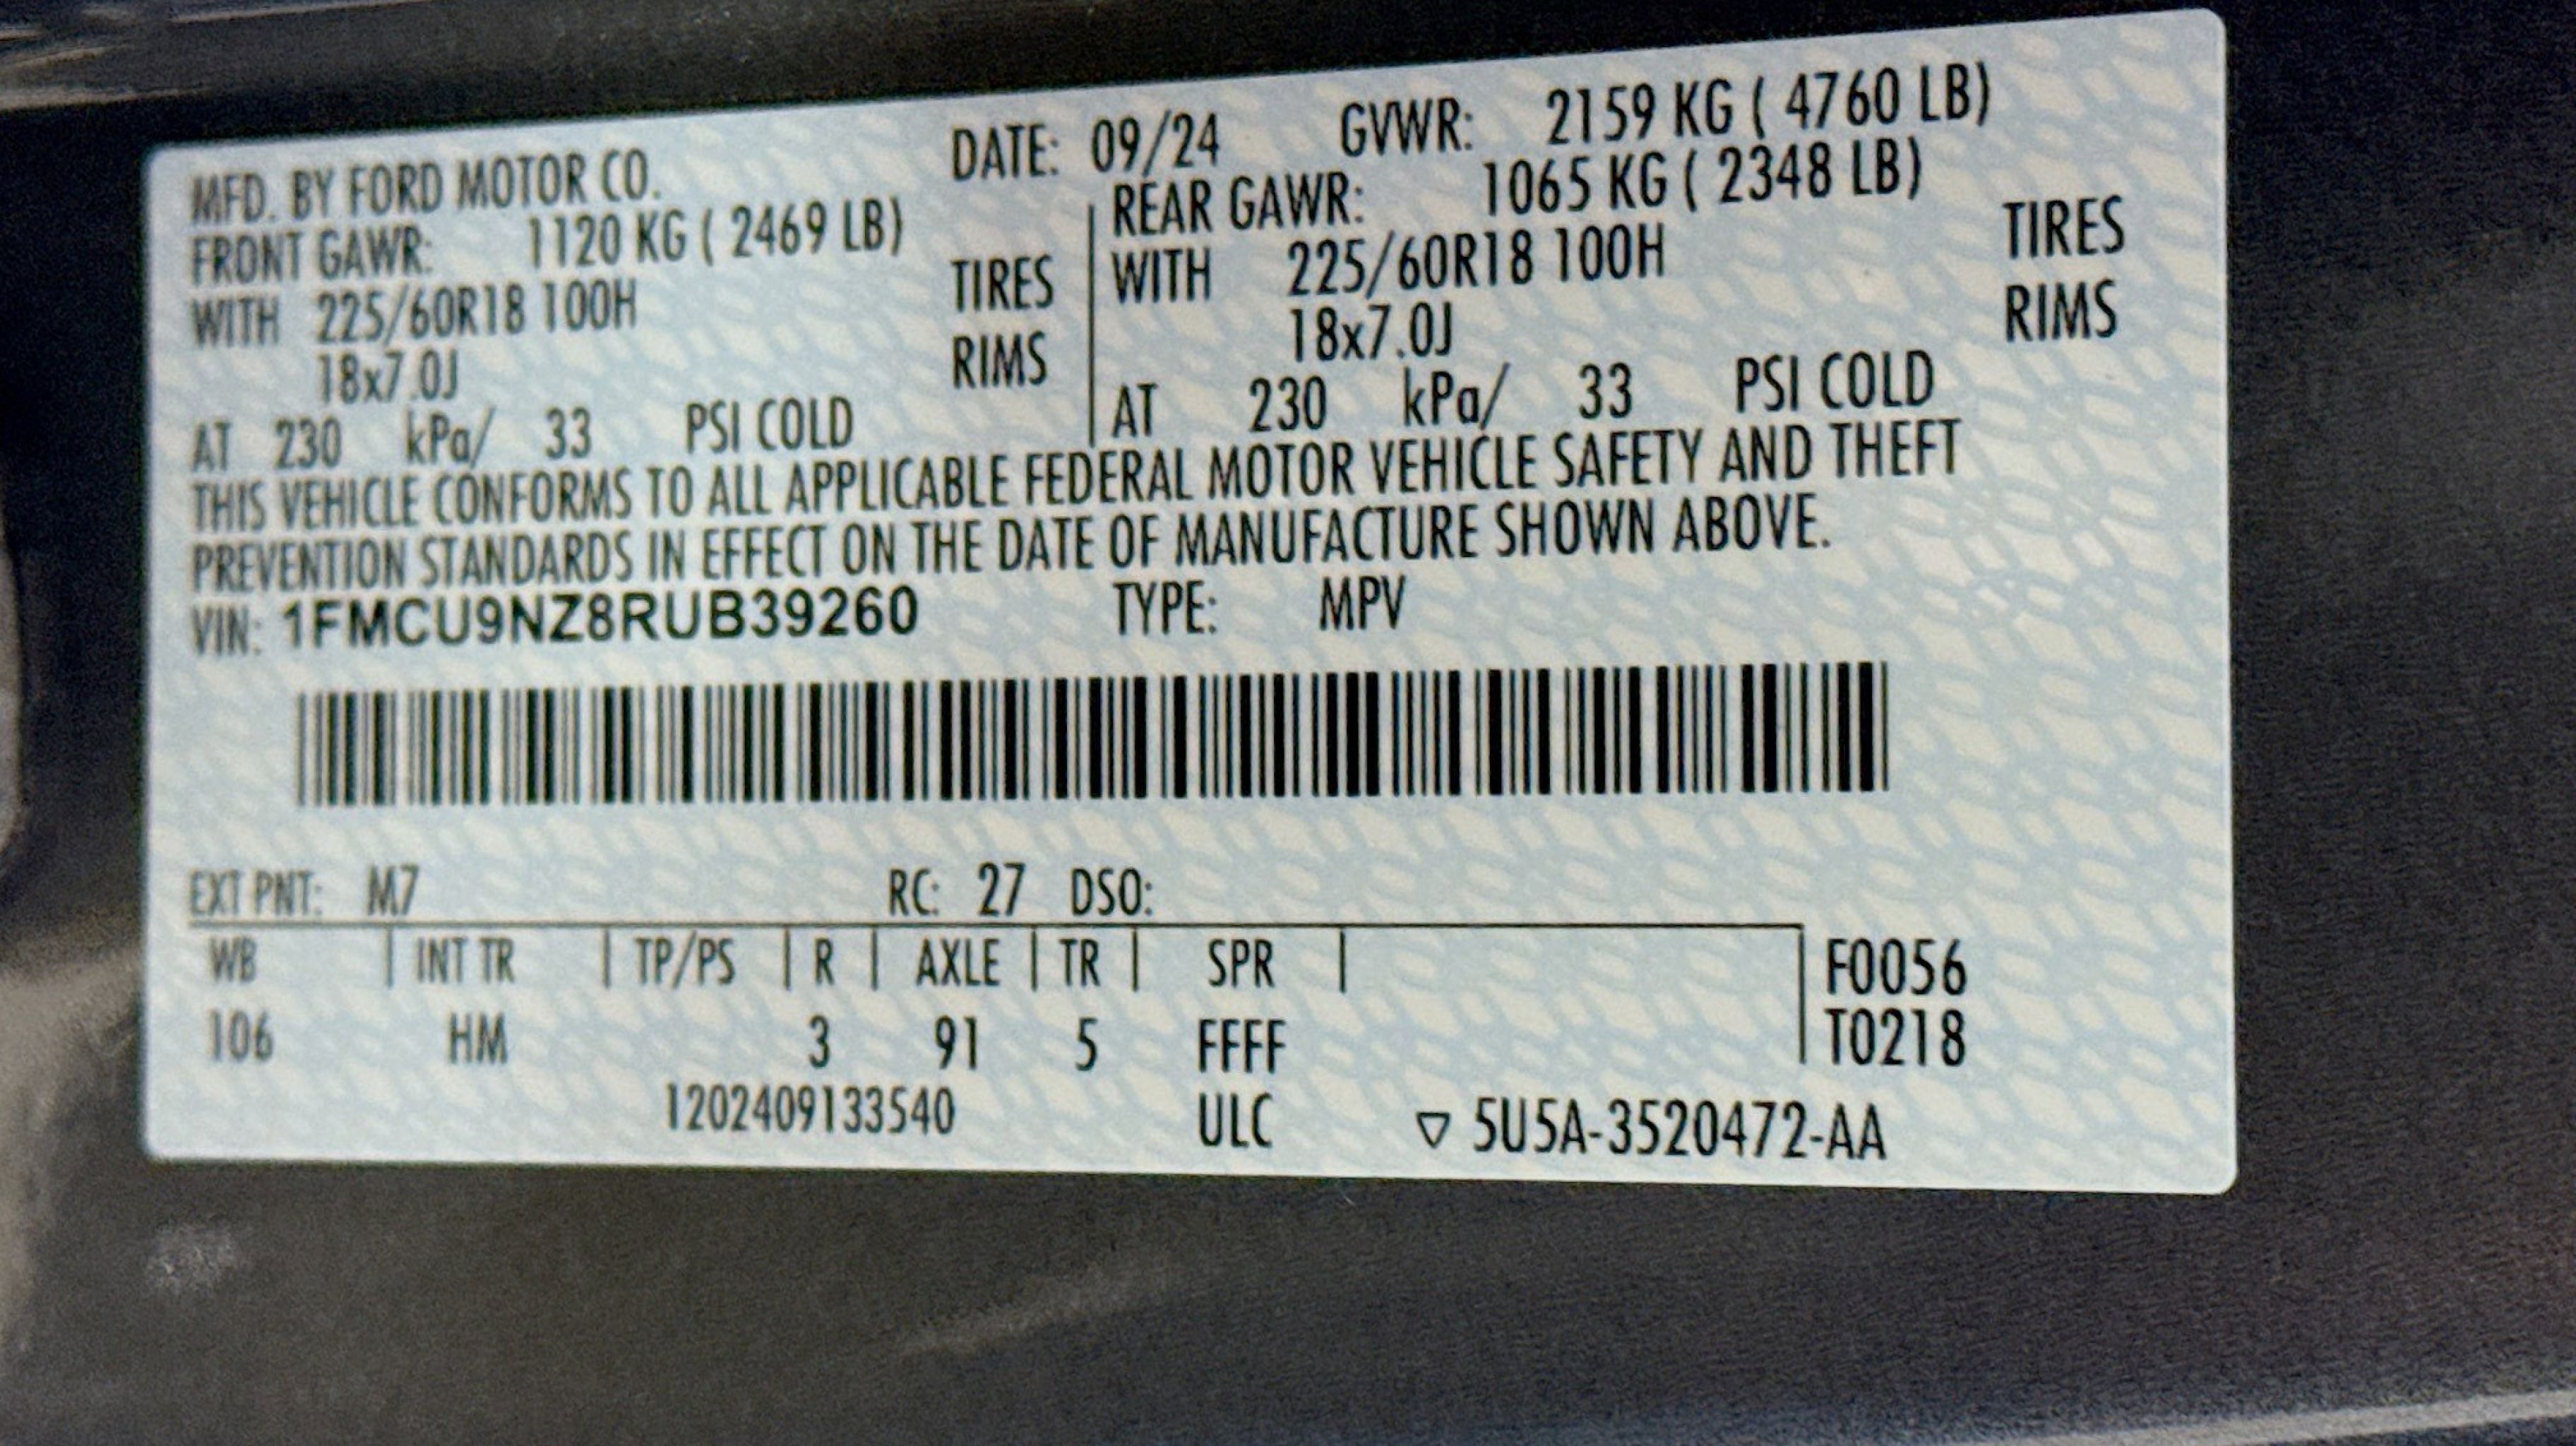 MFD. BY FORD MOTOR CO. DATE: 09/24 GVWR: 2159 KG ( 4760 LB)
FRONT GAWR: 1120 KG ( 2469 LB) REAR GAWR: 1065 KG ( 2348 LB)
WITH 225/60R18 100H TIRES WITH 225/60R18 100H TIRES
18x7.0J RIMS 18x7.0J RIMS
AT 230 kPa/ 33 PSI COLD AT 230 kPa/ 33 PSI COLD
THIS VEHICLE CONFORMS TO ALL APPLICABLE FEDERAL MOTOR VEHICLE SAFETY AND THEFT
PREVENTION STANDARDS IN EFFECT ON THE DATE OF MANUFACTURE SHOWN ABOVE.
VIN: 1FMCU9NZ8RUB39260 TYPE: MPV
EXT PNT: M7 RC: 27 DSO:
WB INT TR TP/PS R AXLE TR SPR F0056
106 HM 3 91 5 FFFF T0218
1202409133540 ULC ▽ 5U5A-3520472-AA